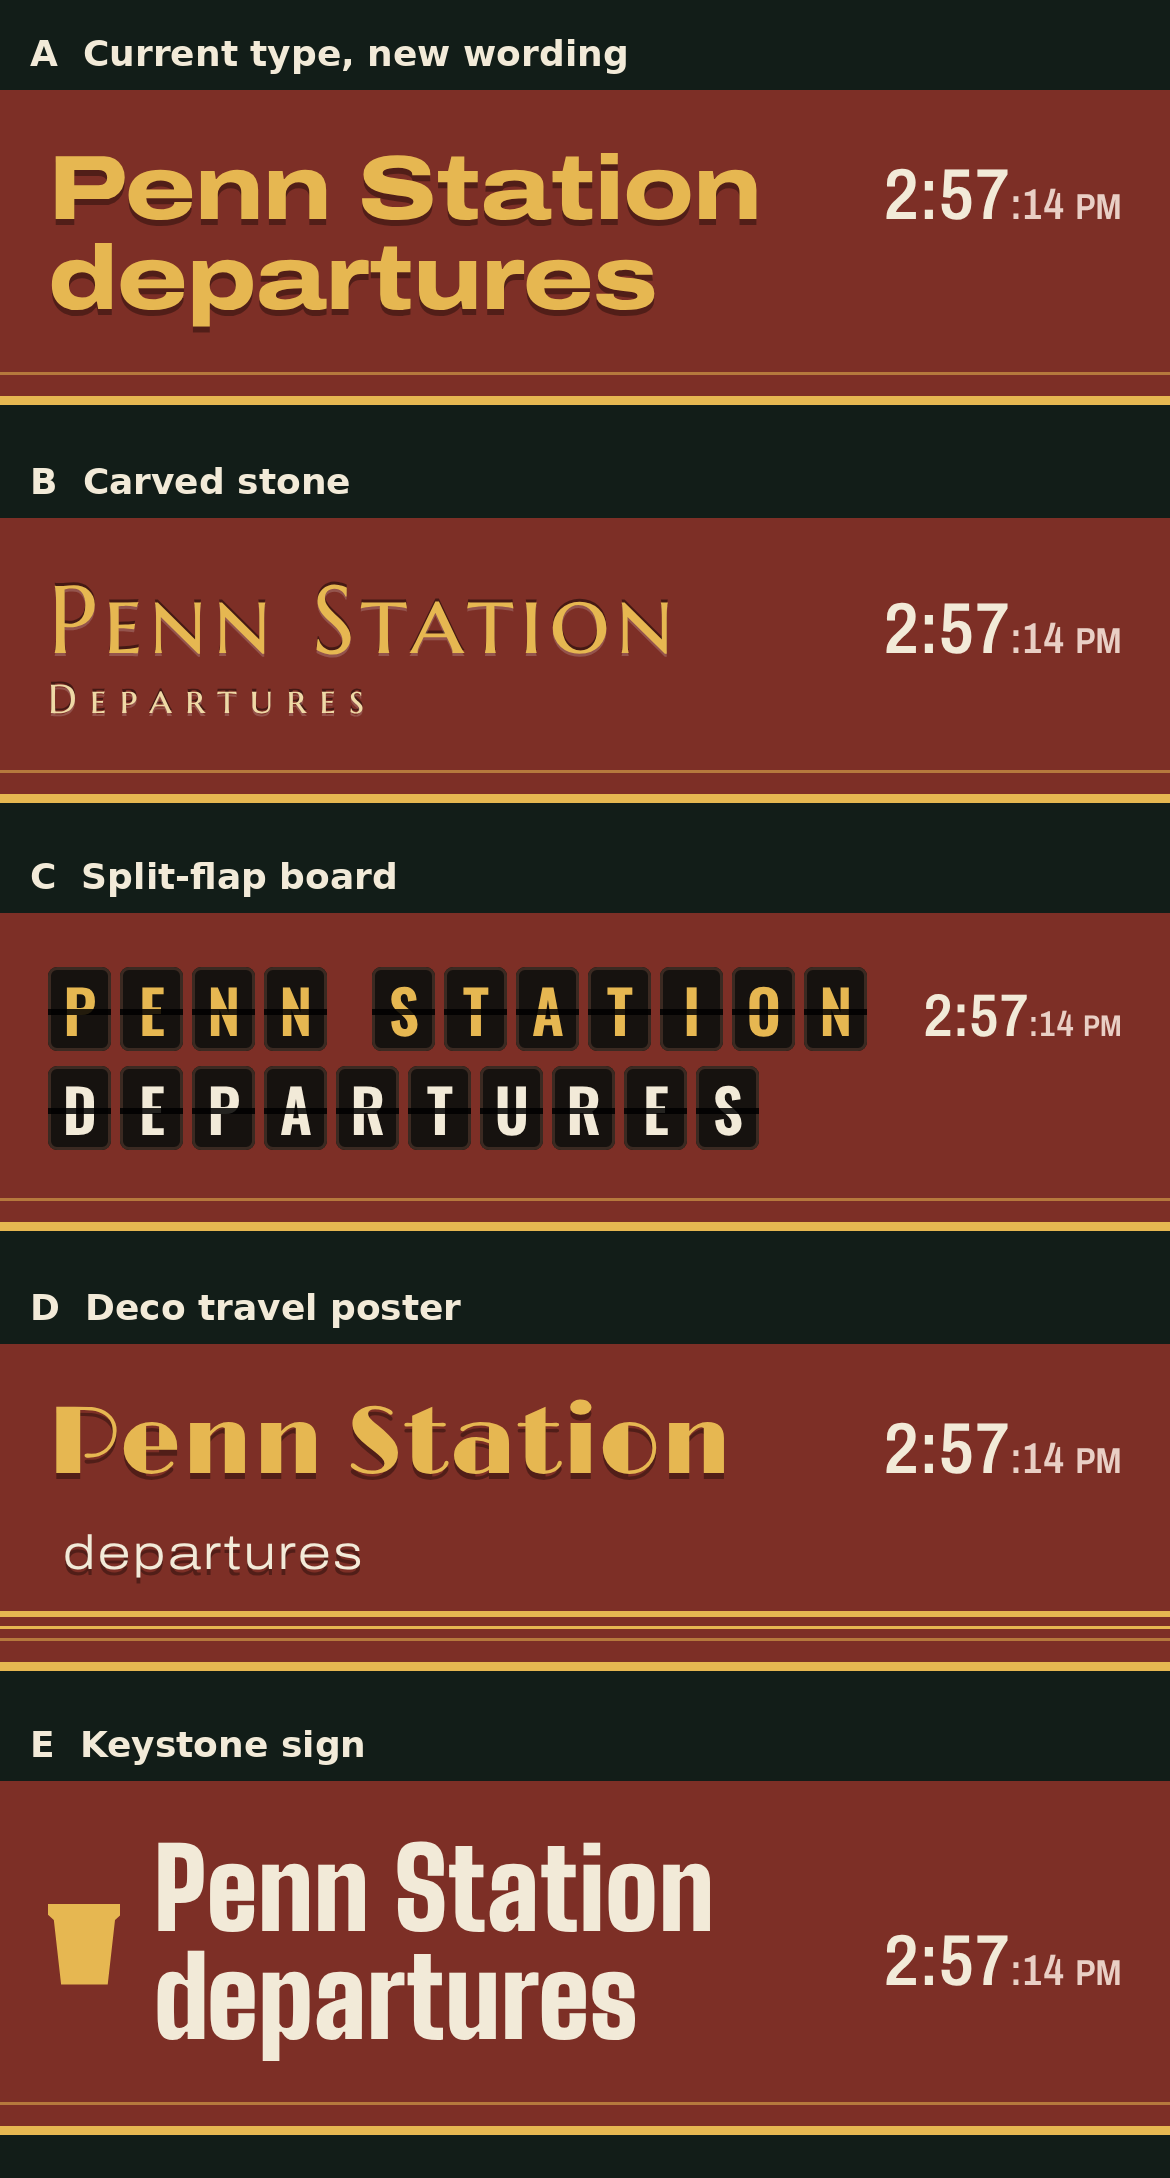 A Current type, new wording
Penn Station 2:57:14 PM
departures
B Carved stone
Penn Station 2:57:14 PM
Departures
C Split-flap board
PENN STATION 2:57:14 PM
DEPARTURES
D Deco travel poster
Penn Station 2:57:14 PM
departures
E Keystone sign
Penn Station
departures 2:57:14 PM